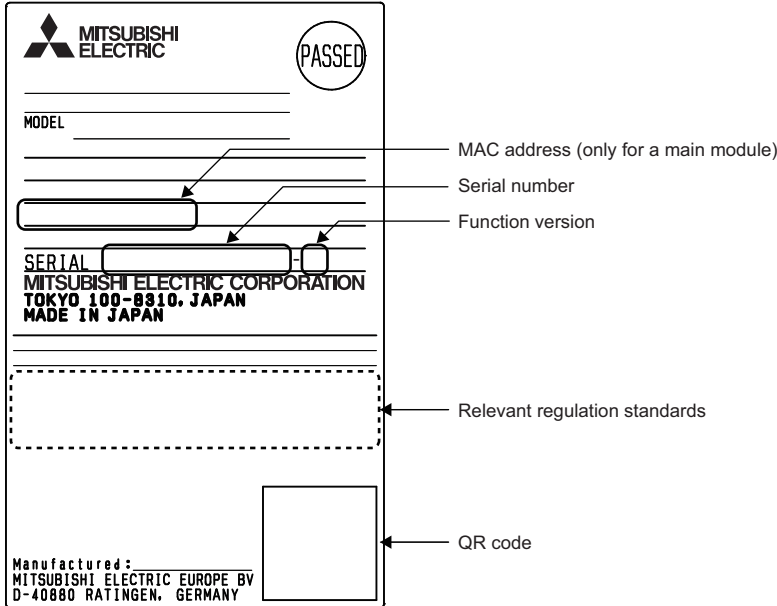 MITSUBISHI
ELECTRIC
PASSED
MODEL
MAC address (only for a main module)
Serial number
Function version
SERIAL -
MITSUBISHI ELECTRIC CORPORATION
TOKYO 100-8310, JAPAN
MADE IN JAPAN
Relevant regulation standards
QR code
Manufactured:
MITSUBISHI ELECTRIC EUROPE BV
D-40880 RATINGEN, GERMANY